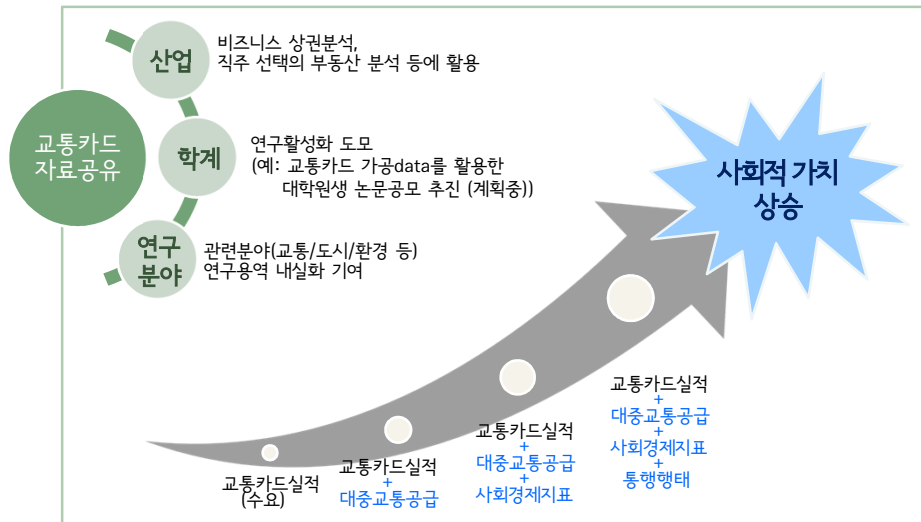 교통카드
자료공유
산업
비즈니스 상권분석,
직주 선택의 부동산 분석 등에 활용
학계
연구활성화 도모
(예: 교통카드 가공data를 활용한
대학원생 논문공모 추진 (계획중))
연구
분야
관련분야(교통/도시/환경 등)
연구용역 내실화 기여
사회적 가치
상승
교통카드실적
(수요)
교통카드실적
+
대중교통공급
교통카드실적
+
대중교통공급
+
사회경제지표
교통카드실적
+
대중교통공급
+
사회경제지표
+
통행행태